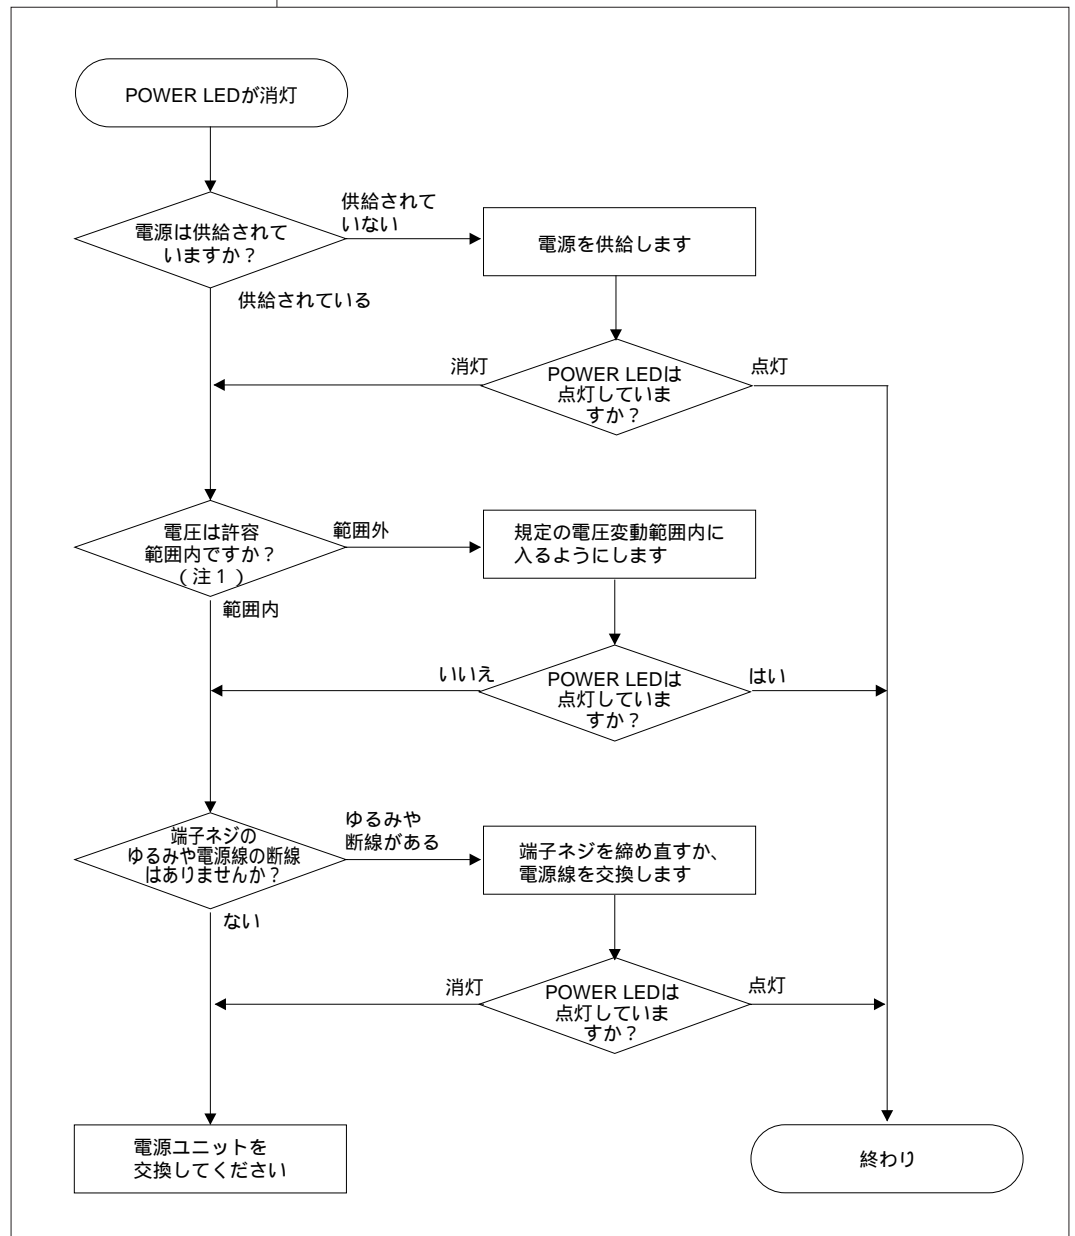 POWER LEDが消灯
供給されて
いない
電源は供給されて
いますか？
電源を供給します
供給されている
消灯
POWER LEDは
点灯していま
すか？
点灯
電圧は許容
範囲内ですか？
（注１）
範囲外
規定の電圧変動範囲内に
入るようにします
範囲内
いいえ
POWER LEDは
点灯していま
すか？
はい
端子ネジの
ゆるみや電源線の断線
はありませんか？
ゆるみや
断線がある
端子ネジを締め直すか、
電源線を交換します
ない
消灯
POWER LEDは
点灯していま
すか？
点灯
電源ユニットを
交換してください
終わり